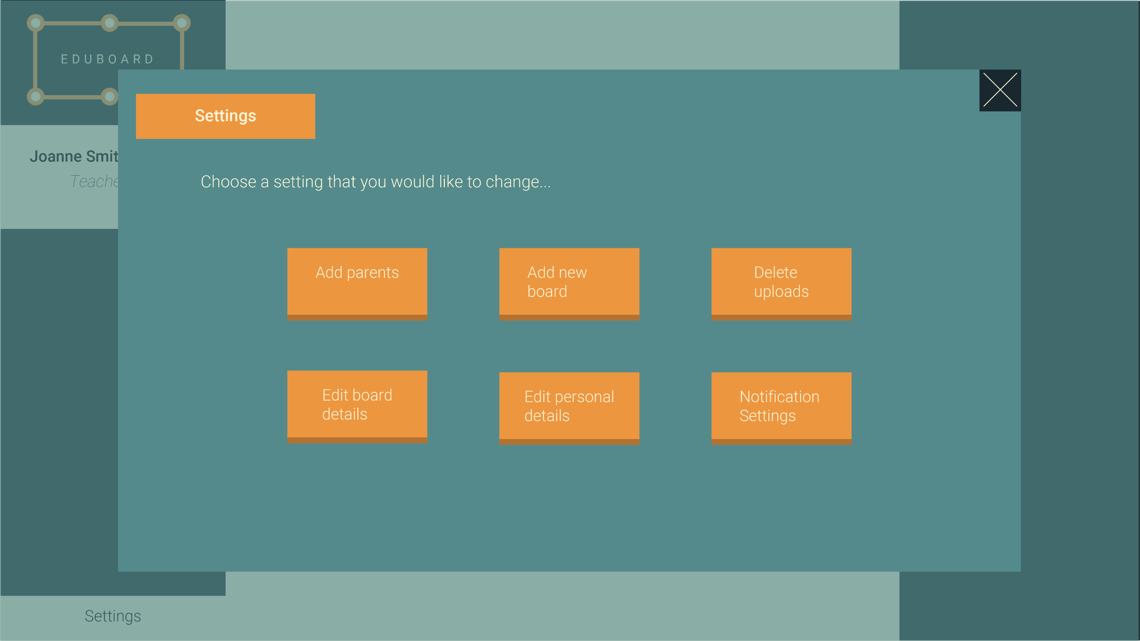 EDUBOARD
Settings
Joanne Smit
Teache
Choose a setting that you would like to change...
Add parents
Add new
board
Delete
uploads
Edit board
details
Edit personal
details
Notification
Settings
Settings